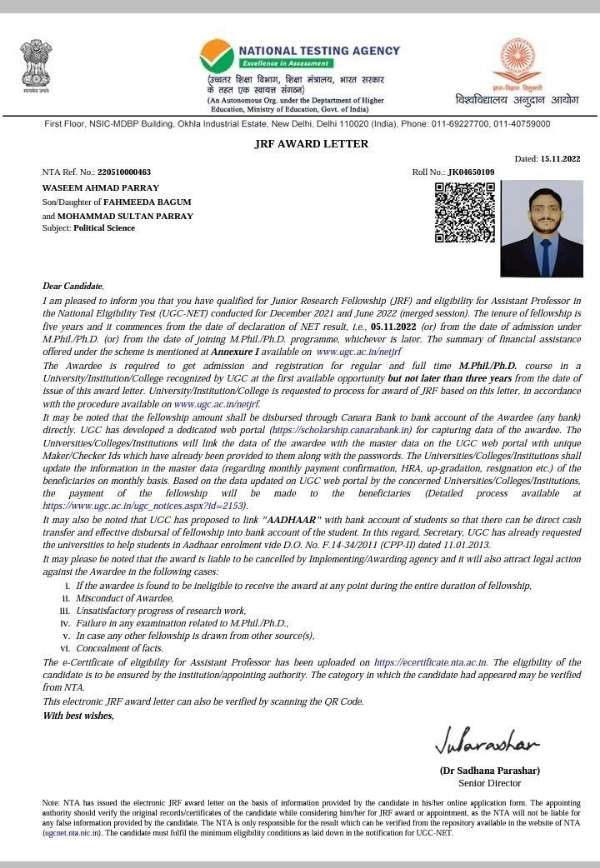 NATIONAL TESTING AGENCY
Excellence in Assessment
(उच्चतर शिक्षा विभाग, शिक्षा मंत्रालय, भारत सरकार
के तहत एक स्वायत्त संगठन)
(An Autonomous Org. under the Deptartment of Higher
Education, Ministry of Education, Govt. of India)
सत्यमेव जयते
ज्ञान-विज्ञान विमुक्तये
विश्वविद्यालय अनुदान आयोग
First Floor, NSIC-MDBP Building, Okhla Industrial Estate, New Delhi, Delhi 110020 (India), Phone: 011-69227700, 011-40759000
JRF AWARD LETTER
Dated: 15.11.2022
NTA Ref. No.: 220510000463
Roll No.: JK04650109
WASEEM AHMAD PARRAY
Son/Daughter of FAHMEEDA BAGUM
and MOHAMMAD SULTAN PARRAY
Subject: Political Science
Dear Candidate,
I am pleased to inform you that you have qualified for Junior Research Fellowship (JRF) and eligibility for Assistant Professor in
the National Eligibility Test (UGC-NET) conducted for December 2021 and June 2022 (merged session). The tenure of fellowship is
five years and it commences from the date of declaration of NET result, i.e., 05.11.2022 (or) from the date of admission under
M.Phil./Ph.D. (or) from the date of joining M.Phil./Ph.D. programme, whichever is later. The summary of financial assistance
offered under the scheme is mentioned at Annexure I available on www.ugc.ac.in/netjrf
The Awardee is required to get admission and registration for regular and full time M.Phil./Ph.D. course in a
University/Institution/College recognized by UGC at the first available opportunity but not later than three years from the date of
issue of this award letter. University/Institution/College is requested to process for award of JRF based on this letter, in accordance
with the procedure available on www.ugc.ac.in/netjrf.
It may be noted that the fellowship amount shall be disbursed through Canara Bank to bank account of the Awardee (any bank)
directly. UGC has developed a dedicated web portal (https://scholarship.canarabank.in) for capturing data of the awardee. The
Universities/Colleges/Institutions will link the data of the awardee with the master data on the UGC web portal with unique
Maker/Checker Ids which have already been provided to them along with the passwords. The Universities/Colleges/Institutions shall
update the information in the master data (regarding monthly payment confirmation, HRA, up-gradation, resignation etc.) of the
beneficiaries on monthly basis. Based on the data updated on UGC web portal by the concerned Universities/Colleges/Institutions,
the payment of the fellowship will be made to the beneficiaries (Detailed process available at
https://www.ugc.ac.in/ugc_notices.aspx?id=2153).
It may also be noted that UGC has proposed to link "AADHAAR" with bank account of students so that there can be direct cash
transfer and effective disbursal of fellowship into bank account of the student. In this regard, Secretary, UGC has already requested
the universities to help students in Aadhaar enrolment vide D.O. No. F.14-34/2011 (CPP-II) dated 11.01.2013.
It may please be noted that the award is liable to be cancelled by Implementing/Awarding agency and it will also attract legal action
against the Awardee in the following cases:
i. If the awardee is found to be ineligible to receive the award at any point during the entire duration of fellowship,
ii. Misconduct of Awardee,
iii. Unsatisfactory progress of research work,
iv. Failure in any examination related to M.Phil./Ph.D.,
v. In case any other fellowship is drawn from other source(s),
vi. Concealment of facts.
The e-Certificate of eligibility for Assistant Professor has been uploaded on https://ecertificate.nta.ac.in. The eligibility of the
candidate is to be ensured by the institution/appointing authority. The category in which the candidate had appeared may be verified
from NTA.
This electronic JRF award letter can also be verified by scanning the QR Code.
With best wishes,
(Dr Sadhana Parashar)
Senior Director
Note: NTA has issued the electronic JRF award letter on the basis of information provided by the candidate in his/her online application form. The appointing
authority should verify the original records/certificates of the candidate while considering him/her for JRF award or appointment, as the NTA will not be liable for
any false information provided by the candidate. The NTA is only responsible for the result which can be verified from the repository available in the website of NTA
(ugcnet.nta.nic.in). The candidate must fulfil the minimum eligibility conditions as laid down in the notification for UGC-NET.